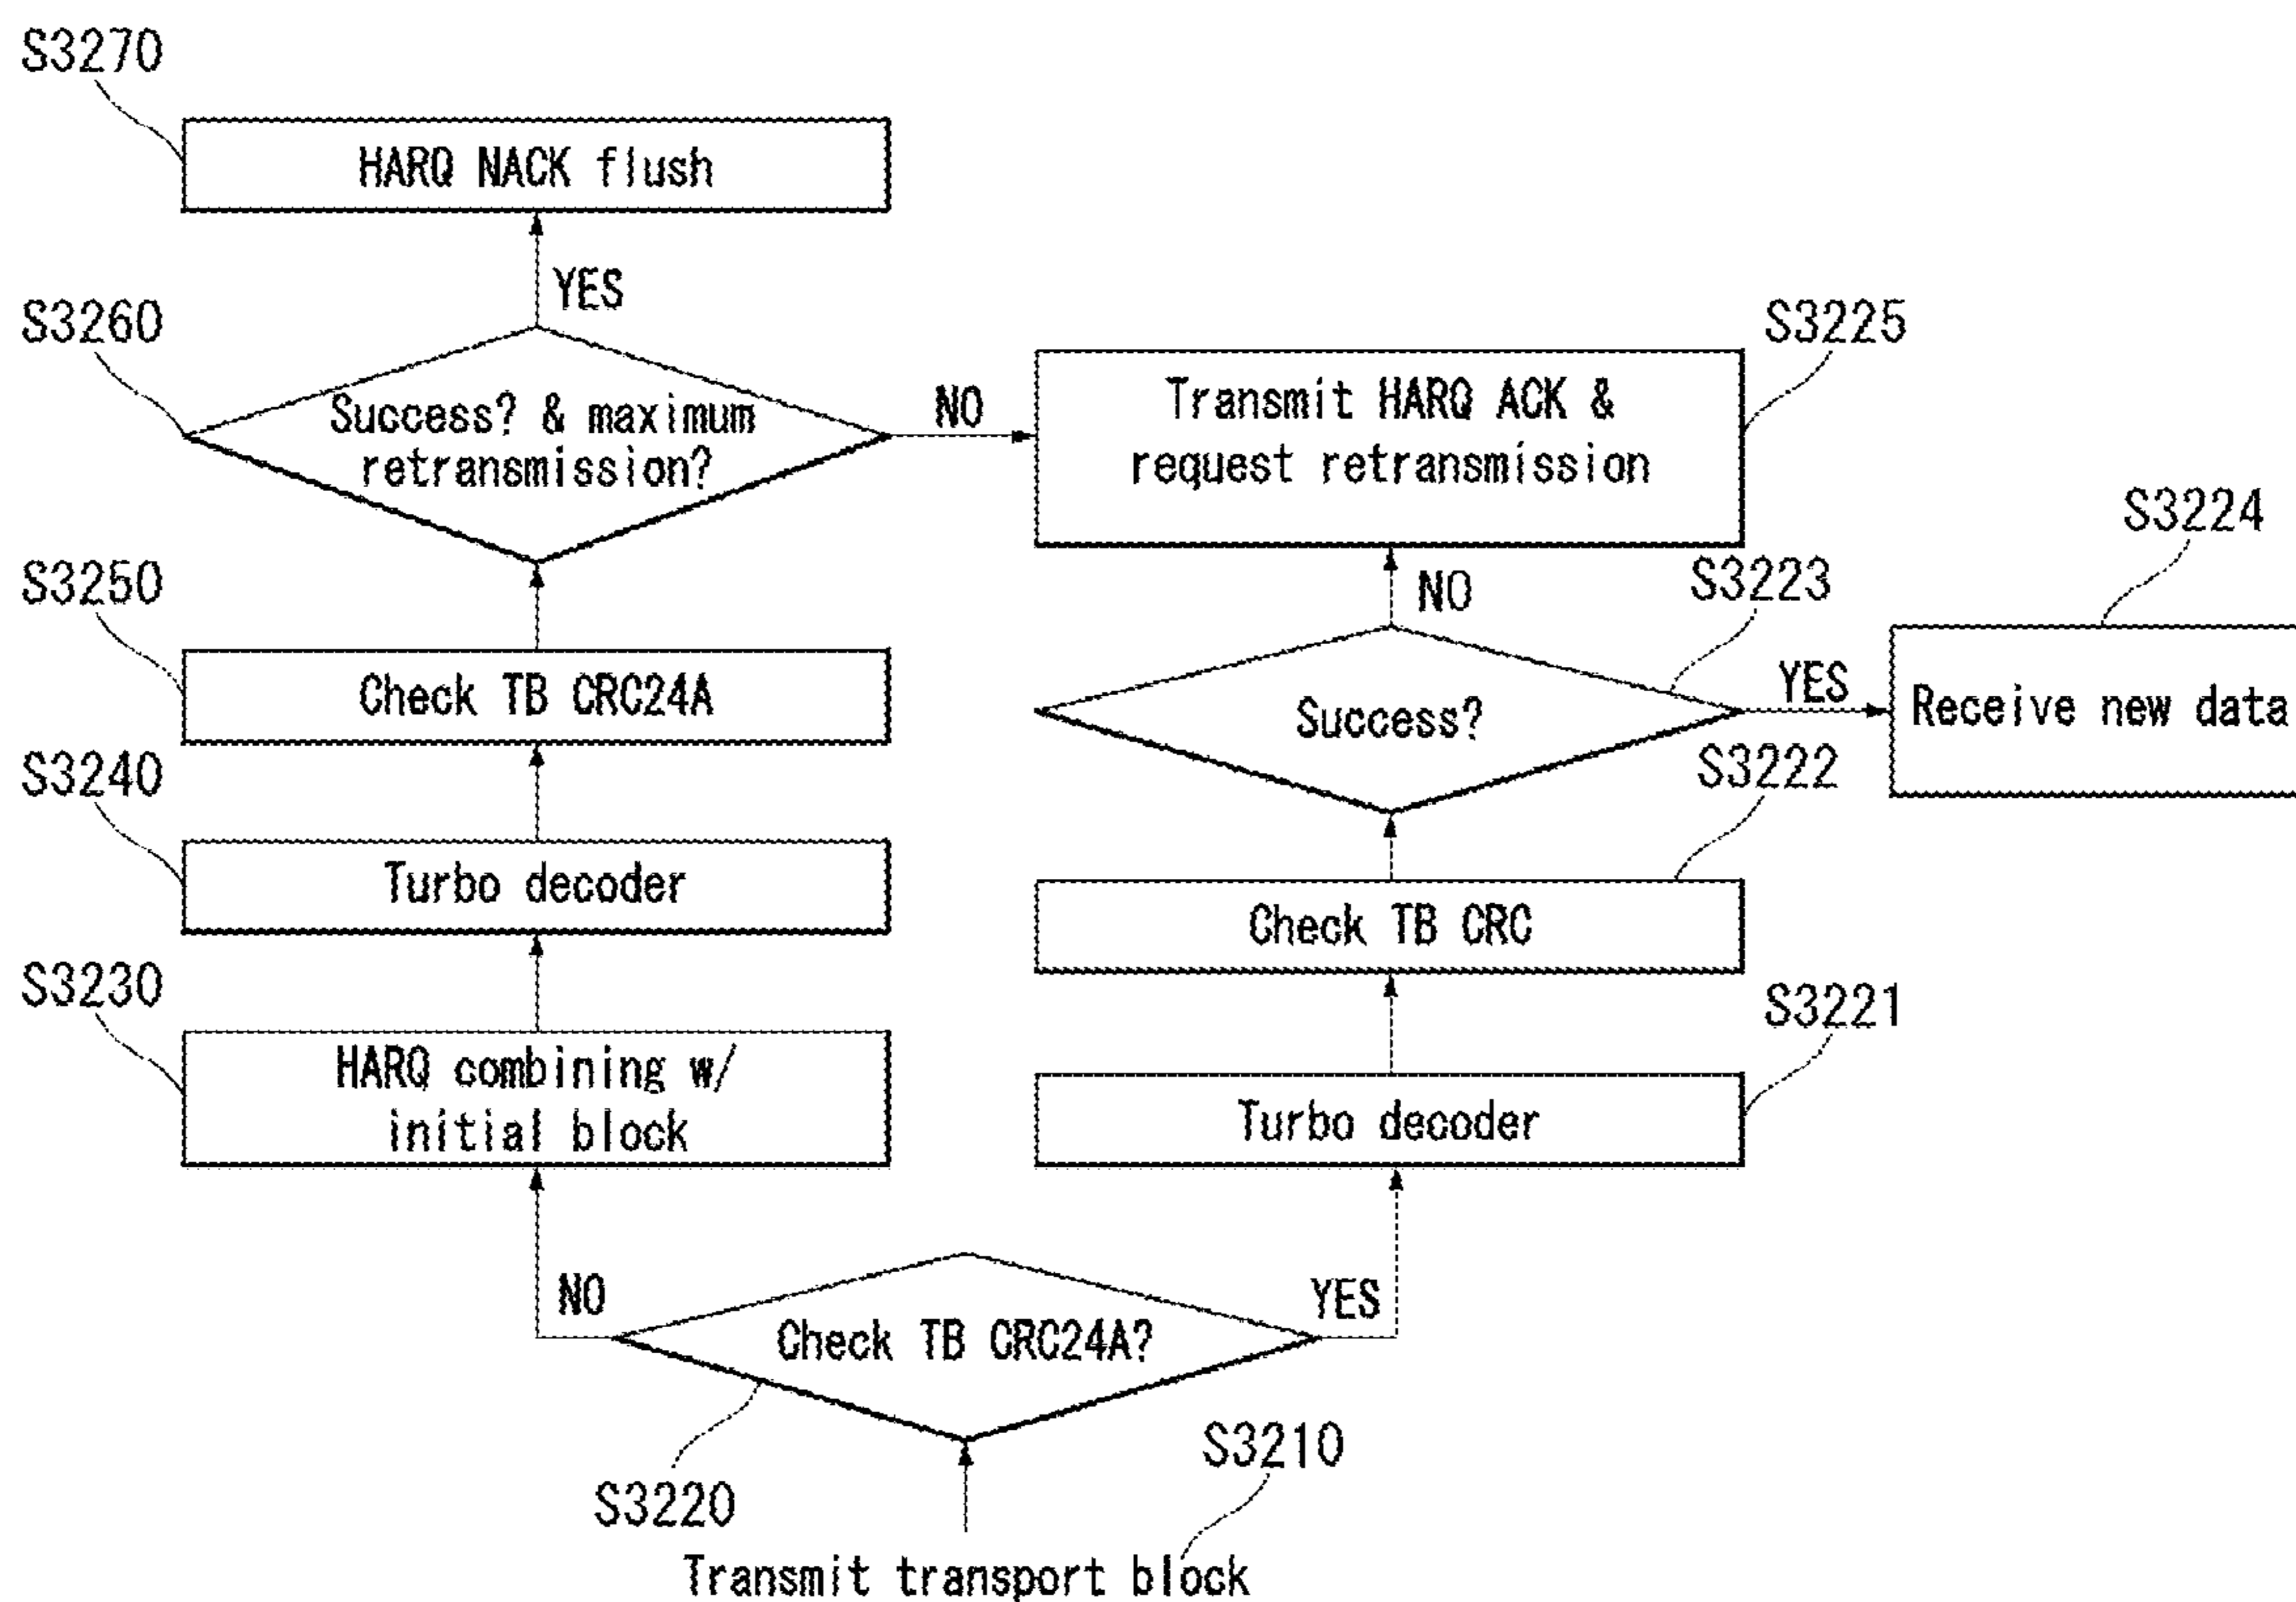 S3270
HARQ NACK flush
YES
S3260
Success? & maximum
retransmission?
NO
S3225
Transmit HARQ ACK &
request retransmission
S3224
S3250
NO
S3223
Check TB CRC24A
Success?
YES
Receive new data
S3240
S3222
Turbo decoder
Check TB CRC
S3230
S3221
HARQ combining w/
initial block
Turbo decoder
NO
YES
Check TB CRC24A?
S3220
S3210
Transmit transport block